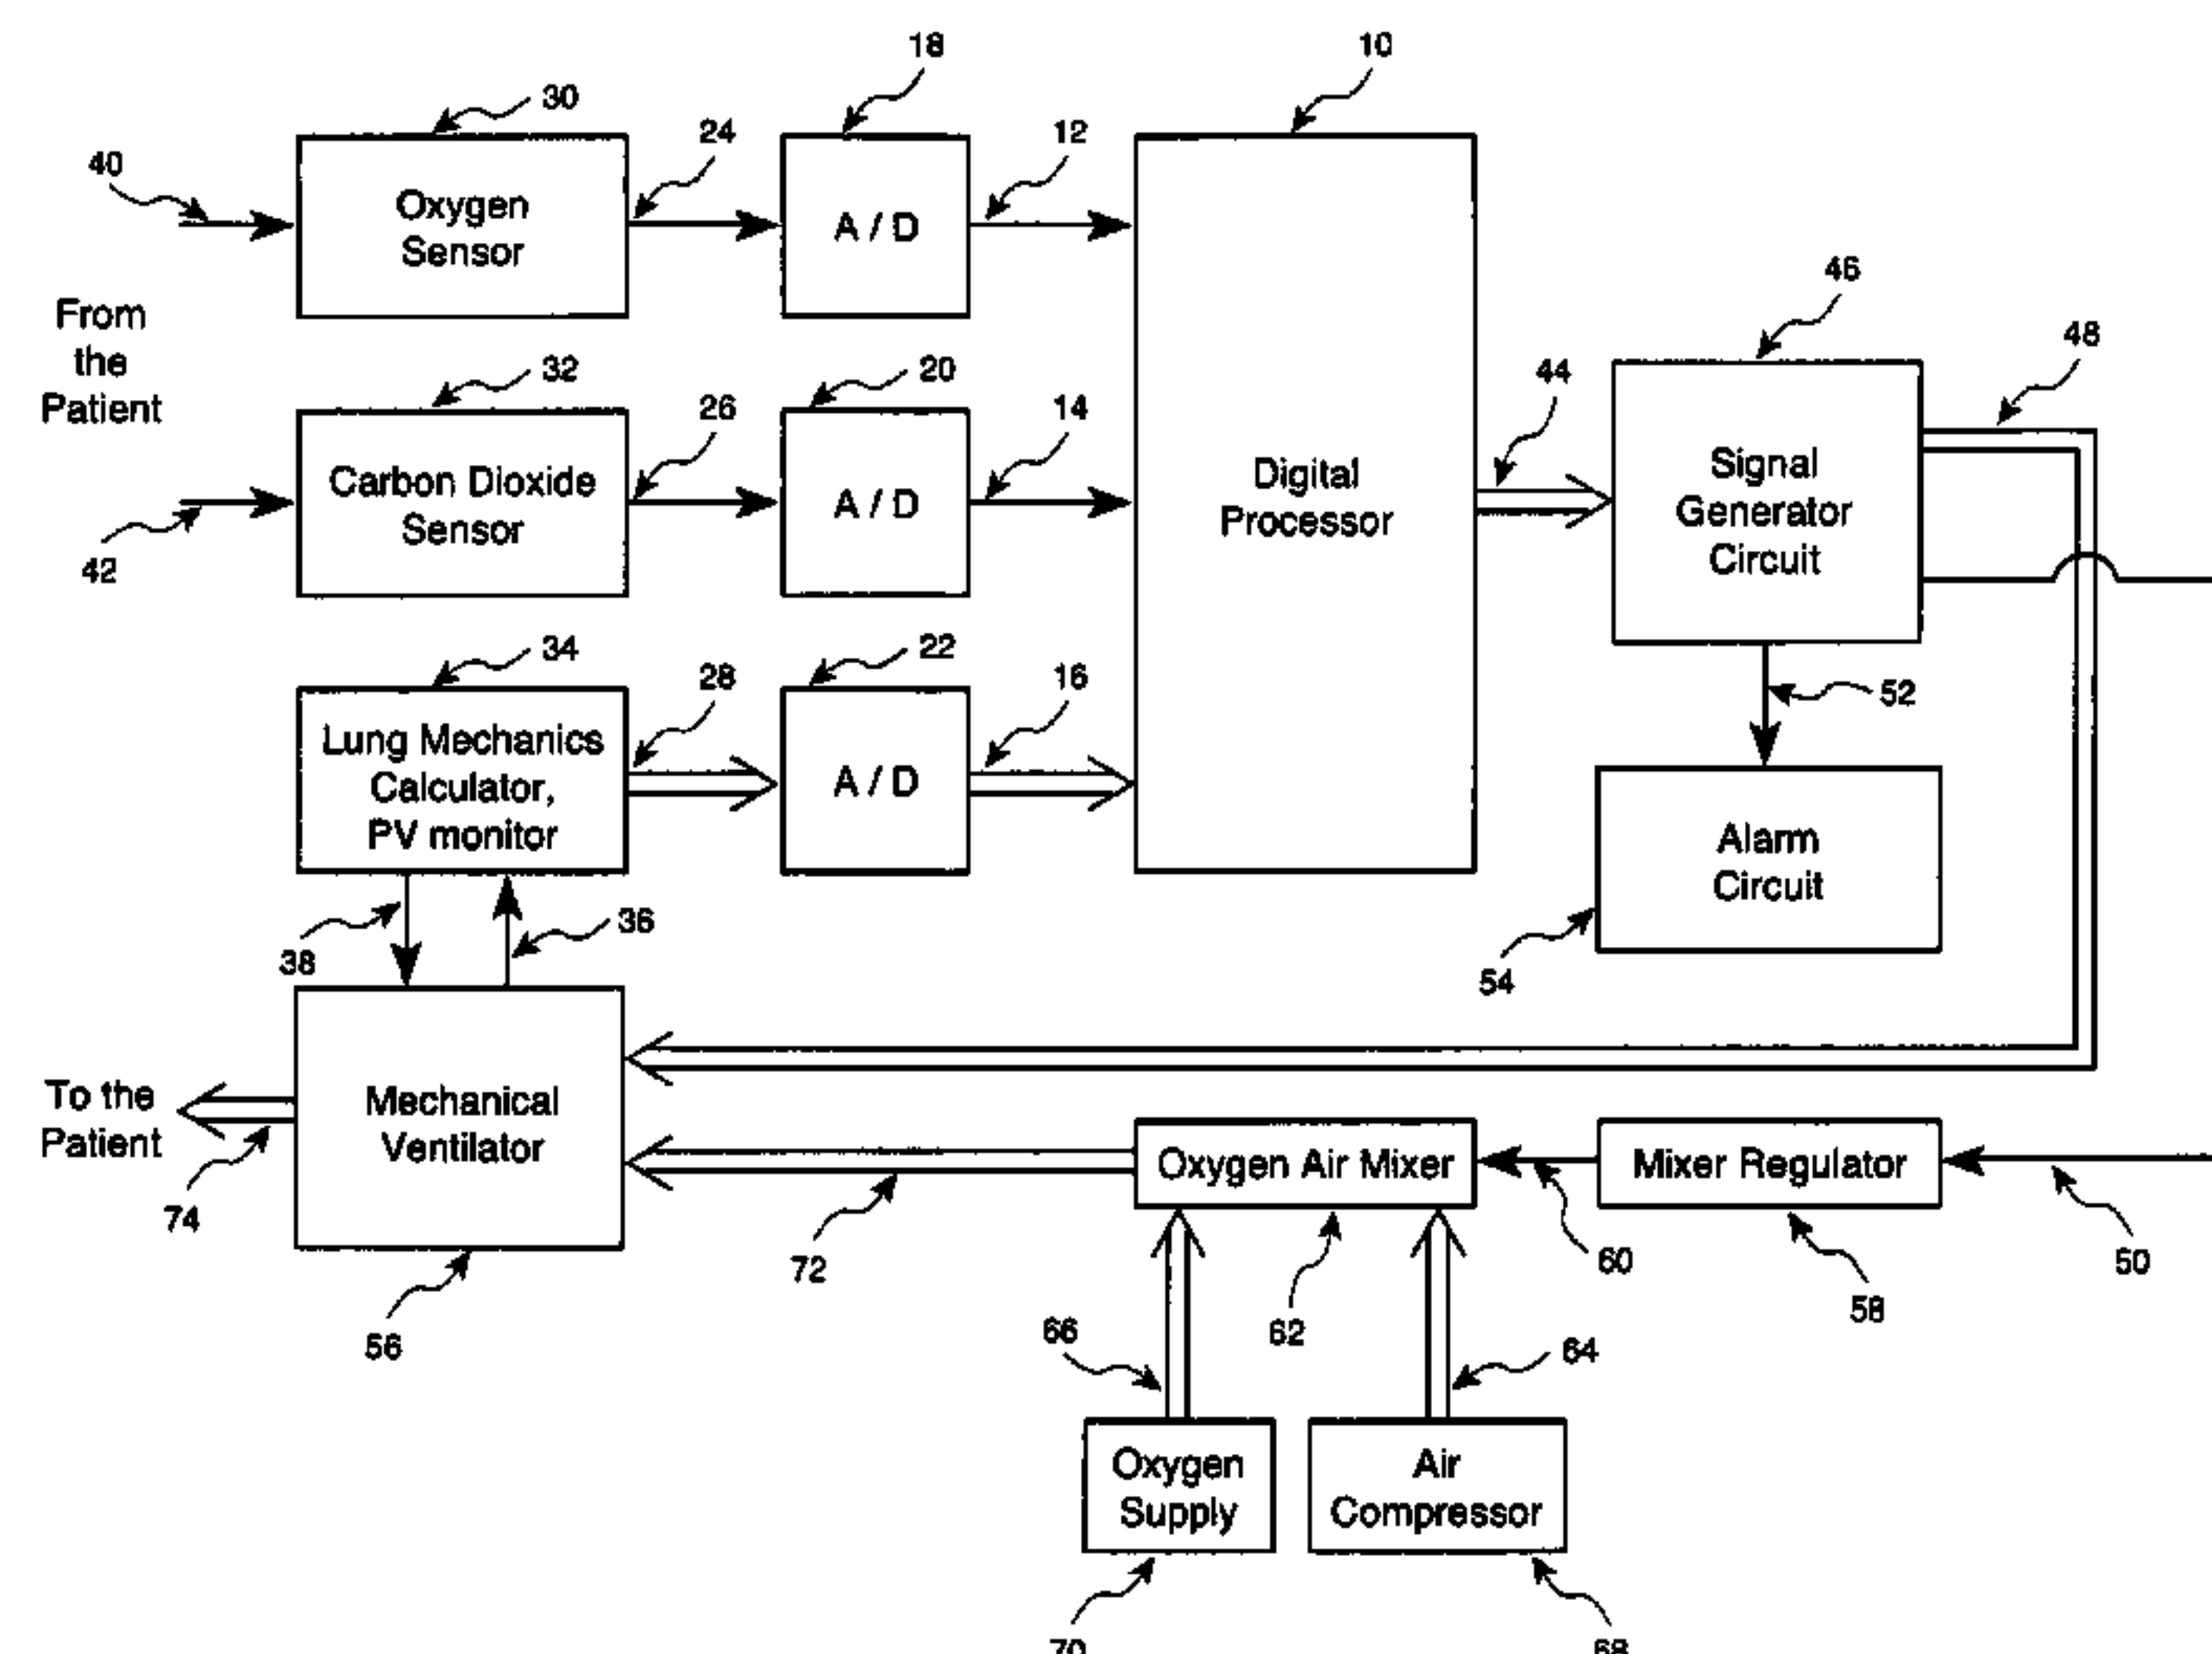 18
10
30
24
12
40
Oxygen
Sensor
A / D
46
From
the
Patient
48
32
20
44
26
14
Carbon Dioxide
Sensor
A / D
Digital
Processor
Signal
Generator
Circuit
42
34
22
28
16
52
Lung Mechanics
Calculator,
PV monitor
A / D
Alarm
Circuit
38
36
54
To the
Patient
Mechanical
Ventilator
Oxygen Air Mixer
Mixer Regulator
74
72
60
50
56
62
58
66
64
Oxygen
Supply
Air
Compressor
70
68